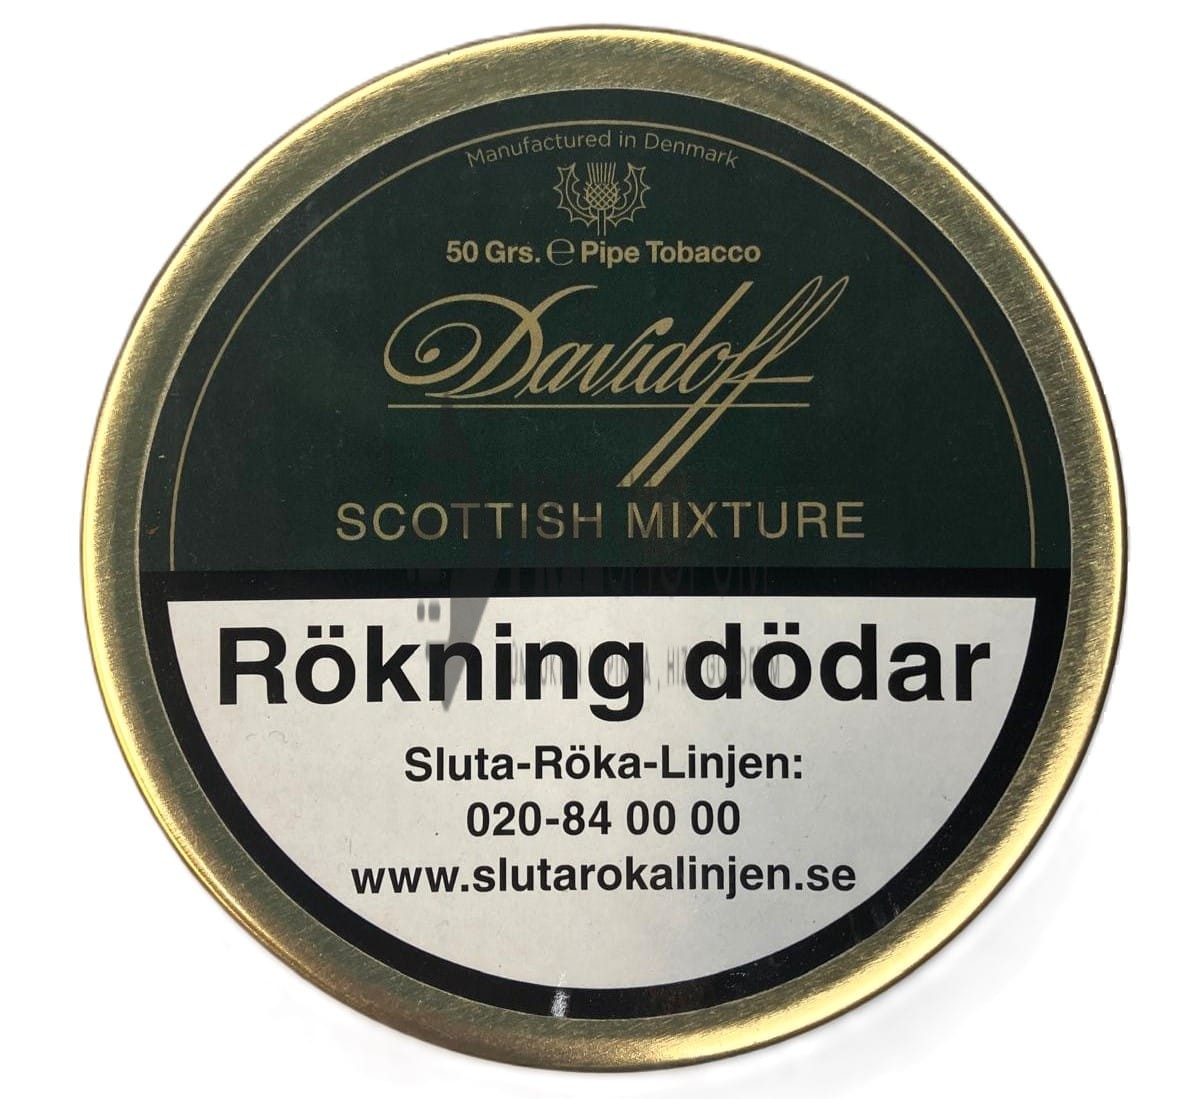 Manufactured in Denmark
50 Grs. ℮ Pipe Tobacco
Davidoff
SCOTTISH MIXTURE
Rökning dödar
Sluta-Röka-Linjen:
020-84 00 00
www.slutarokalinjen.se